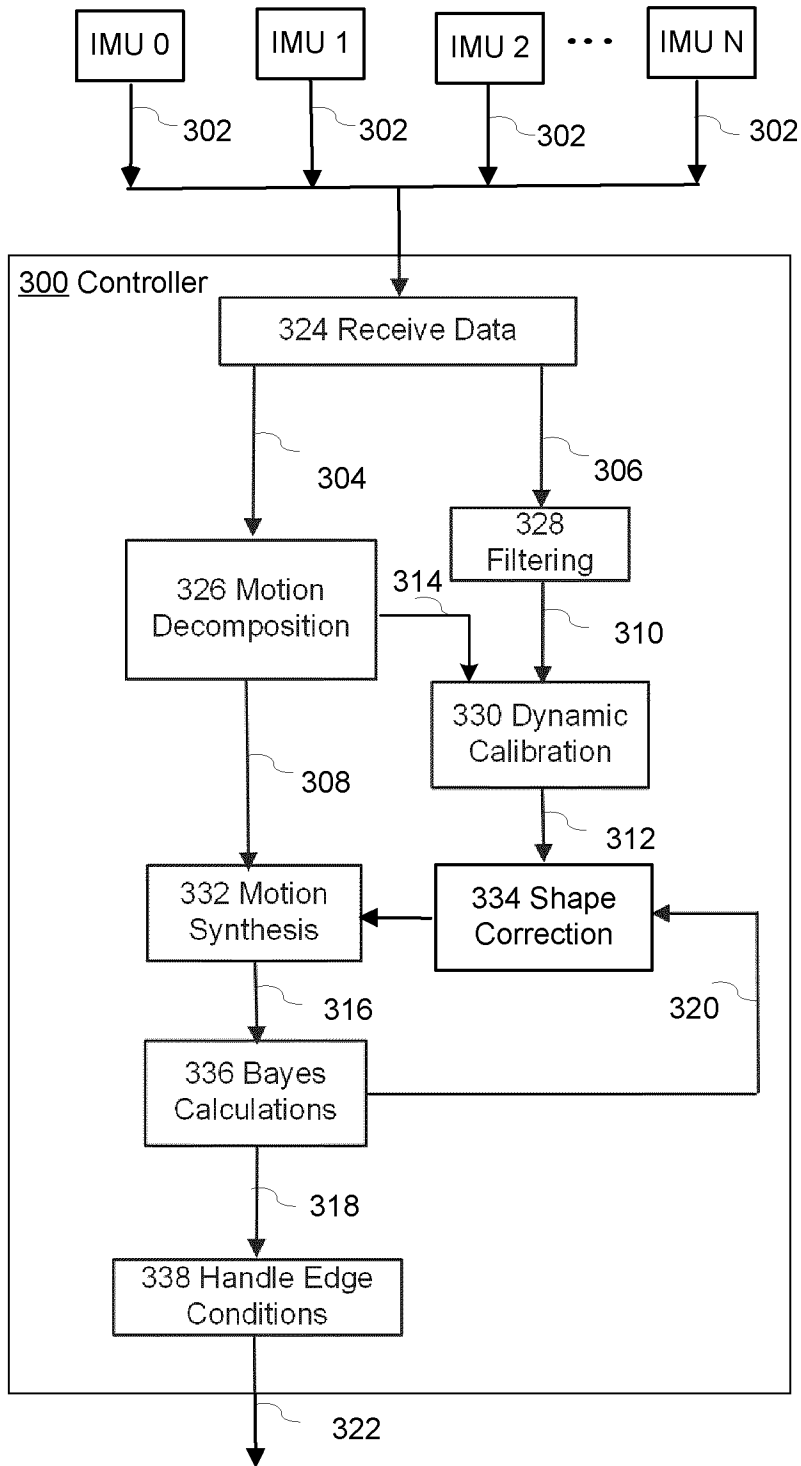 IMU 0
IMU 1
IMU 2
•••
IMU N
302
302
302
302
300 Controller
324 Receive Data
304
306
328
Filtering
326 Motion
Decomposition
314
310
330 Dynamic
Calibration
308
312
332 Motion
Synthesis
334 Shape
Correction
316
320
336 Bayes
Calculations
318
338 Handle Edge
Conditions
322